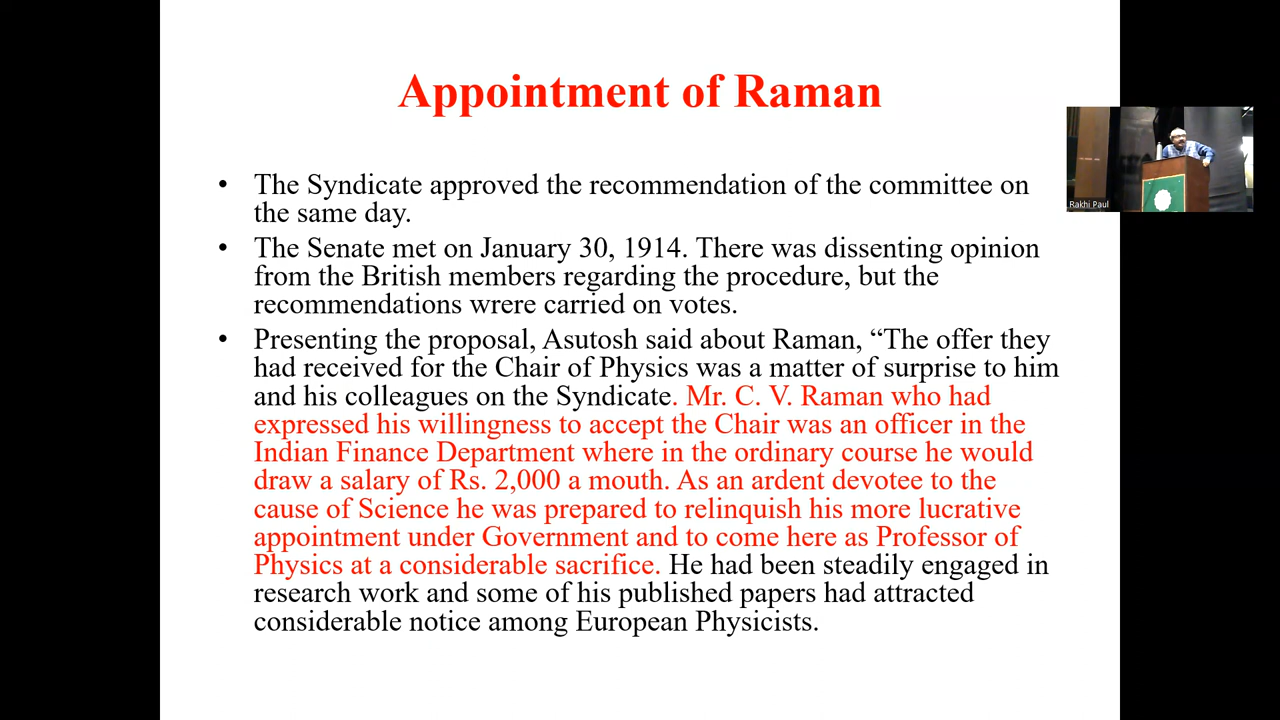 Appointment of Raman
• The Syndicate approved the recommendation of the committee on
the same day.
• The Senate met on January 30, 1914. There was dissenting opinion
from the British members regarding the procedure, but the
recommendations wrere carried on votes.
• Presenting the proposal, Asutosh said about Raman, “The offer they
had received for the Chair of Physics was a matter of surprise to him
and his colleagues on the Syndicate. Mr. C. V. Raman who had
expressed his willingness to accept the Chair was an officer in the
Indian Finance Department where in the ordinary course he would
draw a salary of Rs. 2,000 a mouth. As an ardent devotee to the
cause of Science he was prepared to relinquish his more lucrative
appointment under Government and to come here as Professor of
Physics at a considerable sacrifice. He had been steadily engaged in
research work and some of his published papers had attracted
considerable notice among European Physicists.
Rakhi Paul